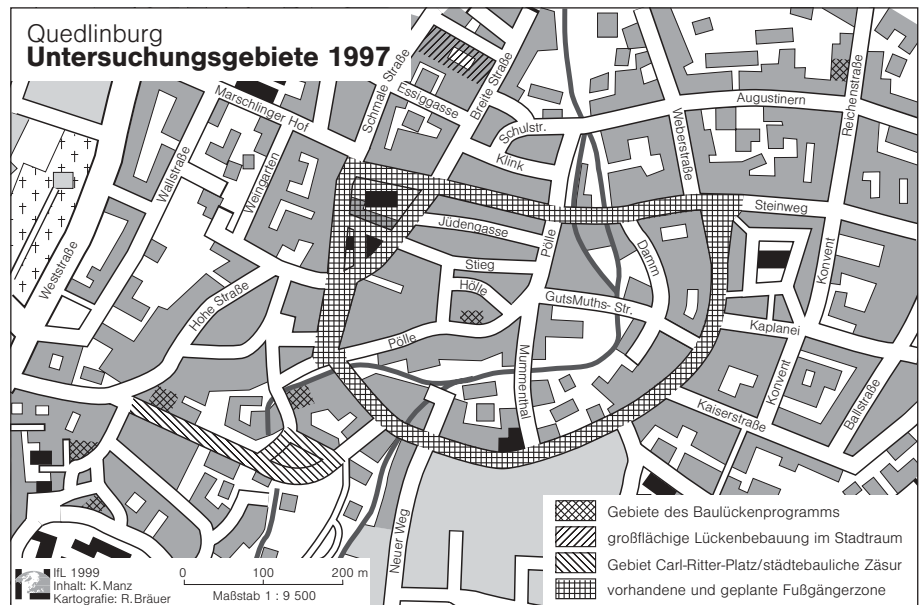 Quedlinburg
Untersuchungsgebiete 1997
Schmale Straße
Essiggasse
Breite Straße
Marschlinger Hof
Schulstr.
Klink
Augustinern
Weberstraße
Reichenstraße
Wallstraße
Weingarten
Weststraße
Steinweg
Jüdengasse
Pölle
Damm
Konvent
Stieg
Hölle
GutsMuths- Str.
Hohe Straße
Kaplanei
Pölle
Mummenthal
Konvent
Kaiserstraße
Ballstraße
Neuer Weg
Gebiete des Baulückenprogramms
großflächige Lückenbebauung im Stadtraum
Gebiet Carl-Ritter-Platz/städtebauliche Zäsur
vorhandene und geplante Fußgängerzone
IfL 1999
Inhalt: K.Manz
Kartografie: R.Bräuer
0 100 200 m
Maßstab 1 : 9 500